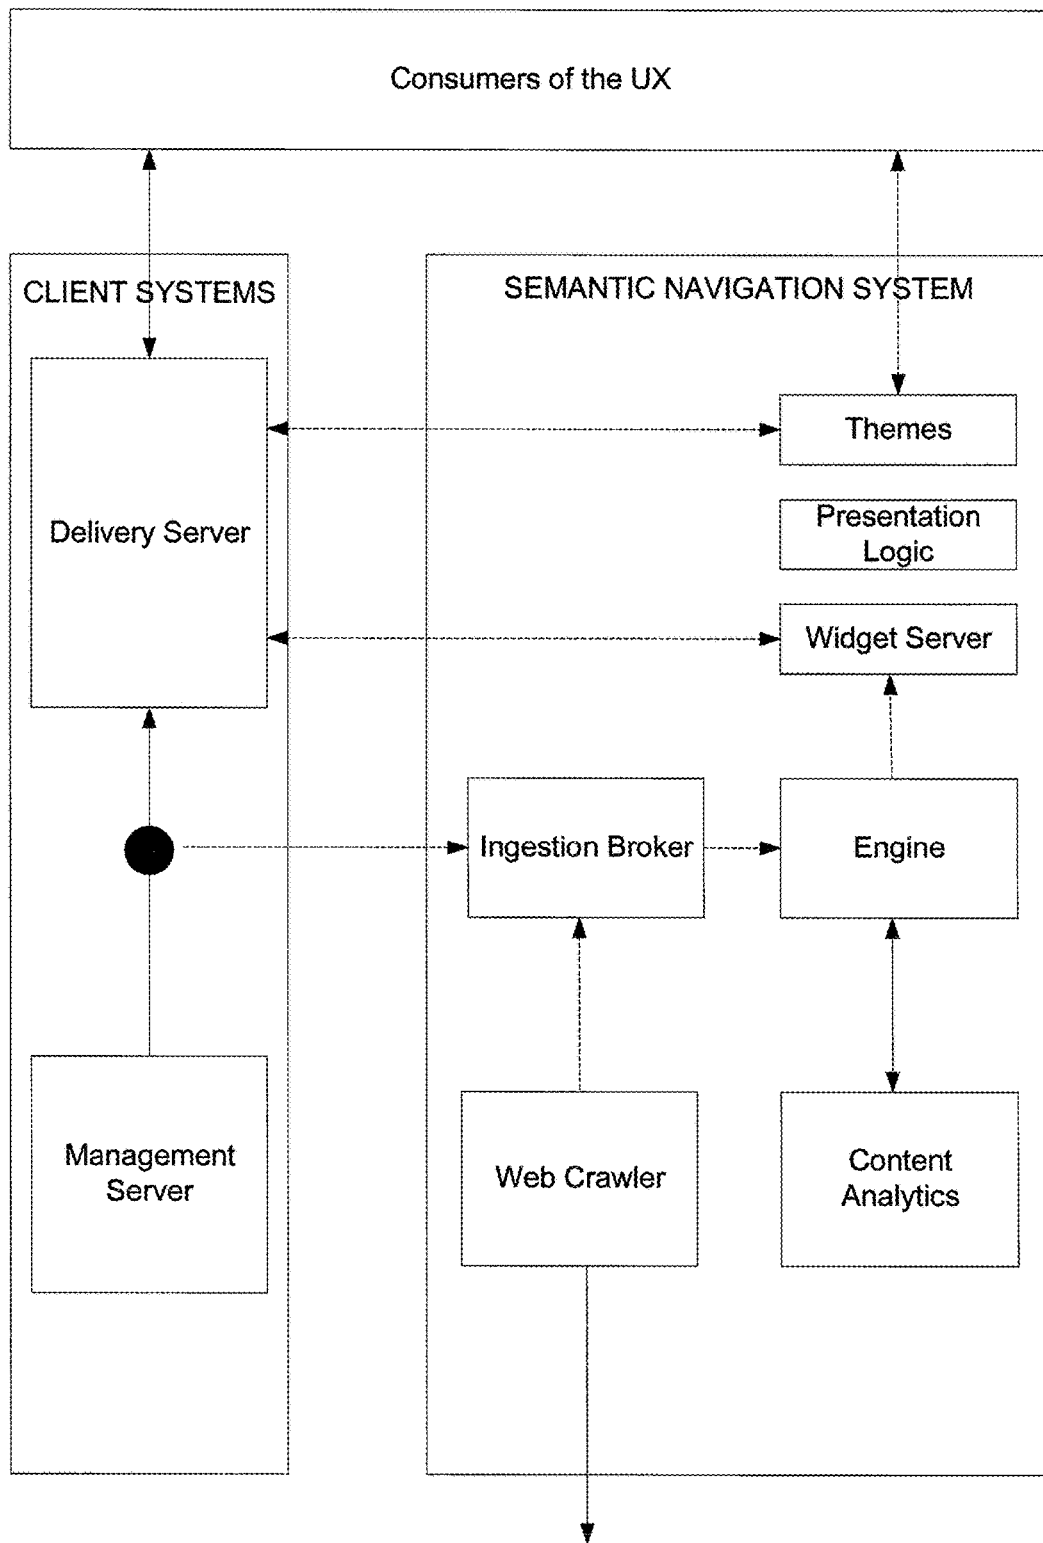 Consumers of the UX
CLIENT SYSTEMS
SEMANTIC NAVIGATION SYSTEM
Themes
Delivery Server
Presentation
Logic
Widget Server
Ingestion Broker
Engine
Management
Server
Web Crawler
Content
Analytics